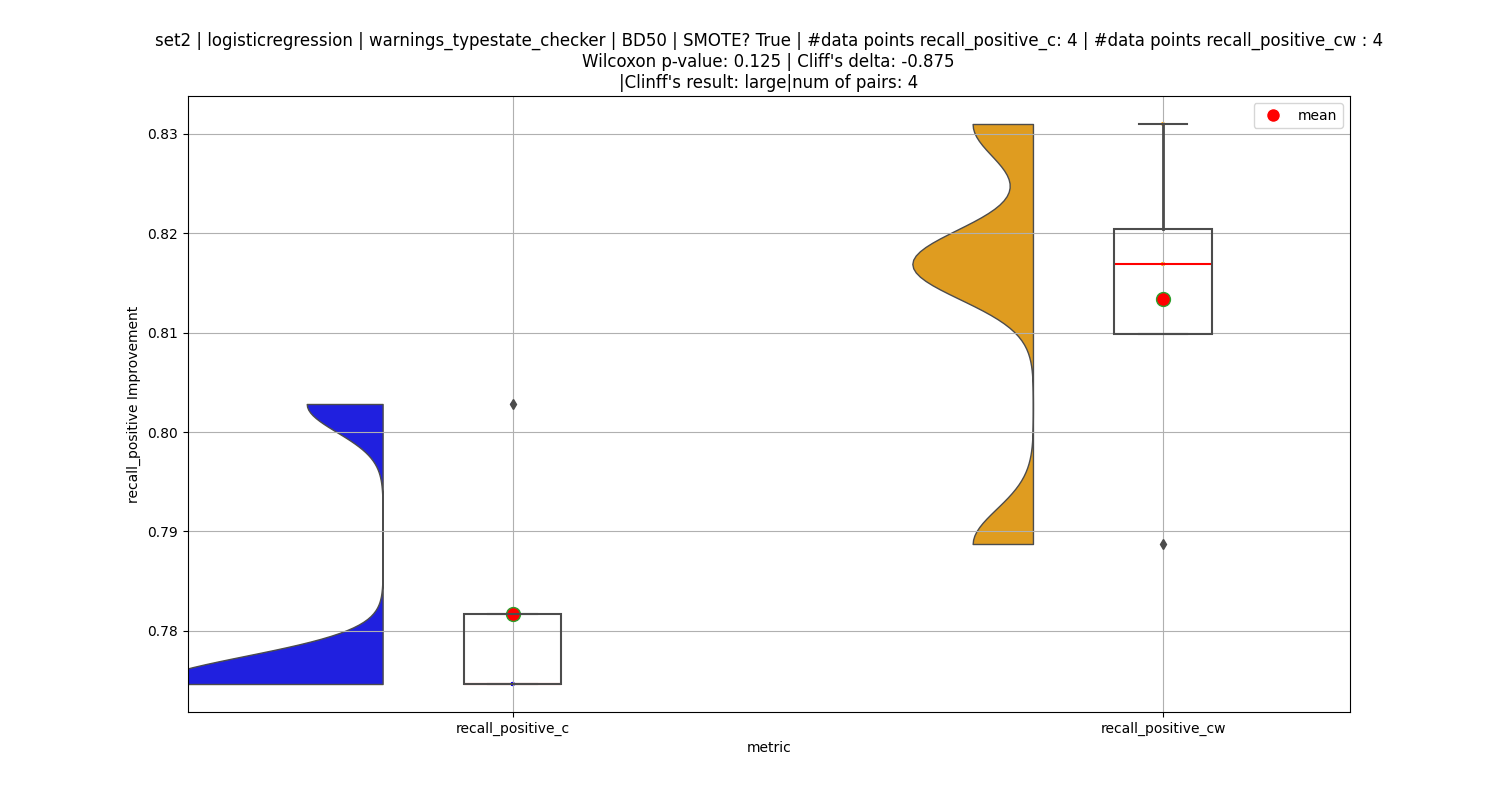 set2 | logisticregression | warnings_typestate_checker | BD50 | SMOTE? True | #data points recall_positive_c: 4 | #data points recall_positive_cw : 4
Wilcoxon p-value: 0.125 | Cliff's delta: -0.875
|Clinff's result: large|num of pairs: 4
mean
0.83
0.82
0.81
0.80
0.79
0.78
recall_positive Improvement
recall_positive_c
recall_positive_cw
metric